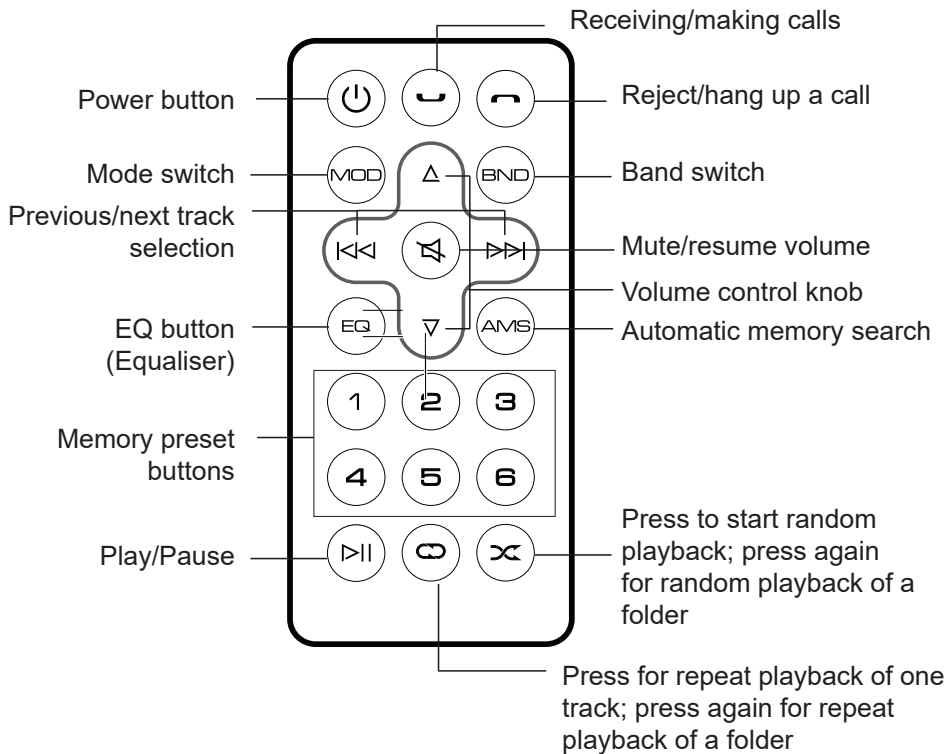 Receiving/making calls
Power button
Reject/hang up a call
Mode switch
MOD
BND
Band switch
Previous/next track
selection
Mute/resume volume
Volume control knob
EQ button
(Equaliser)
EQ
AMS
Automatic memory search
1 2 3
Memory preset
buttons
4 5 6
Play/Pause
Press to start random
playback; press again
for random playback of a
folder
Press for repeat playback of one
track; press again for repeat
playback of a folder